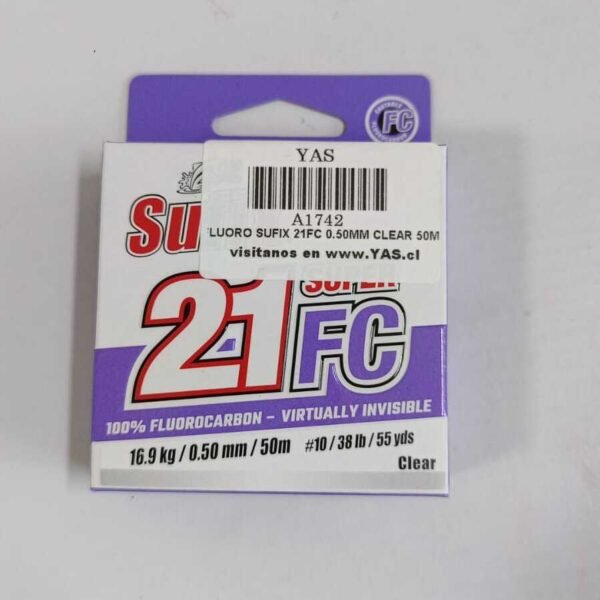 FC
YAS
A1742
LUORO SUFIX 21FC 0.50MM CLEAR 50M
visitanos en www.YAS.cl
Su
SUPER
21 FC
100% FLUOROCARBON – VIRTUALLY INVISIBLE
16.9 kg / 0.50 mm / 50m #10 / 38 lb / 55 yds
Clear